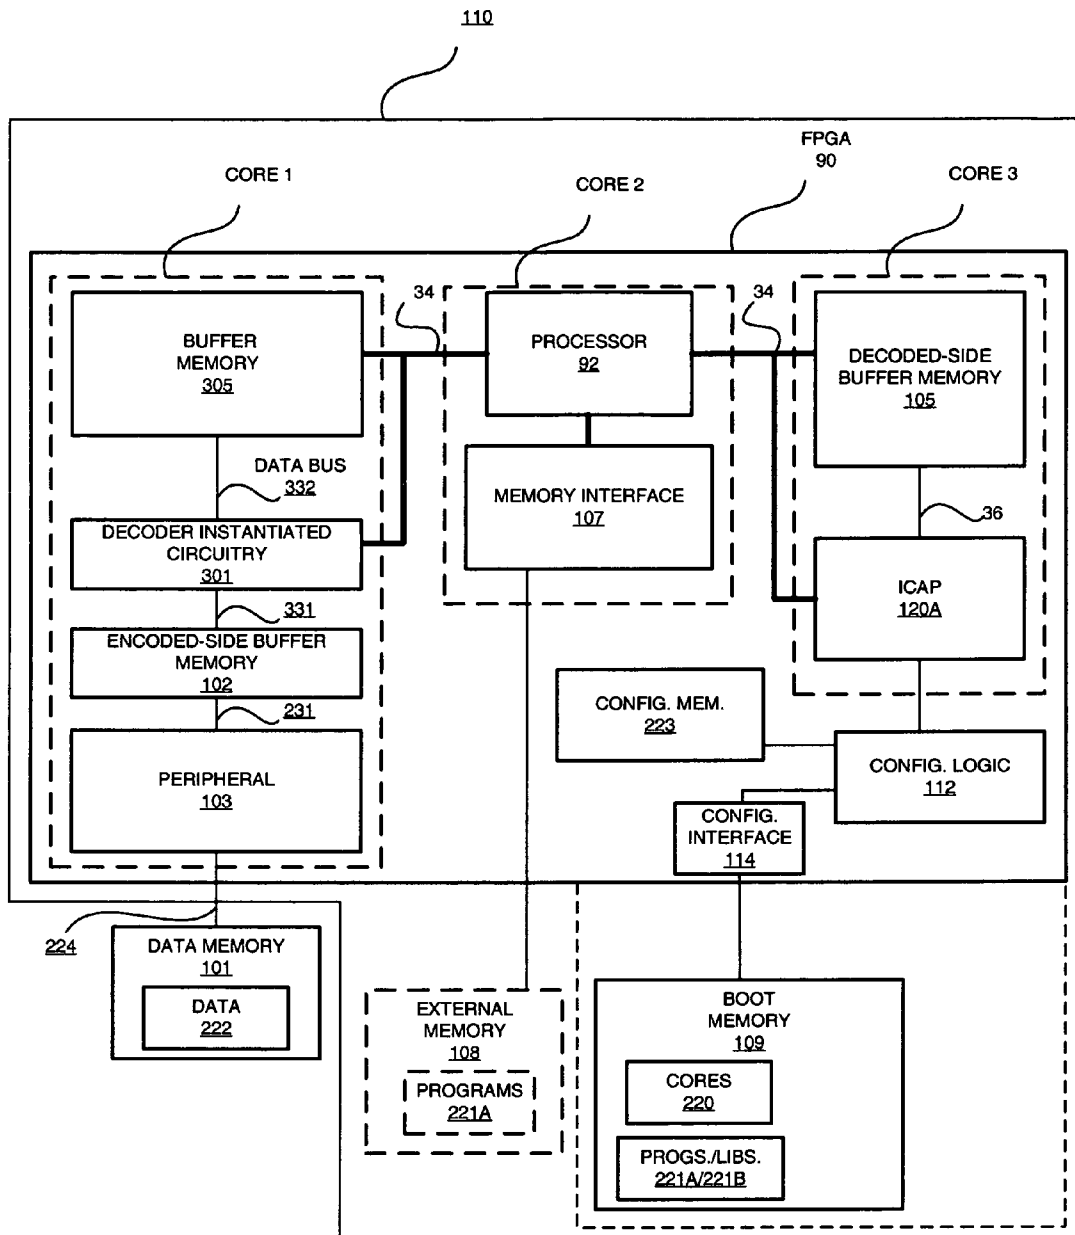 110
FPGA
90
CORE 1
CORE 2
CORE 3
BUFFER
MEMORY
305
34
PROCESSOR
92
34
DECODED-SIDE
BUFFER MEMORY
105
DATA BUS
332
MEMORY INTERFACE
107
36
DECODER INSTANTIATED
CIRCUITRY
301
ICAP
120A
331
ENCODED-SIDE BUFFER
MEMORY
102
231
CONFIG. MEM.
223
PERIPHERAL
103
CONFIG. LOGIC
112
CONFIG.
INTERFACE
114
224
DATA MEMORY
101
DATA
222
EXTERNAL
MEMORY
108
PROGRAMS
221A
BOOT
MEMORY
109
CORES
220
PROGS./LIBS.
221A/221B